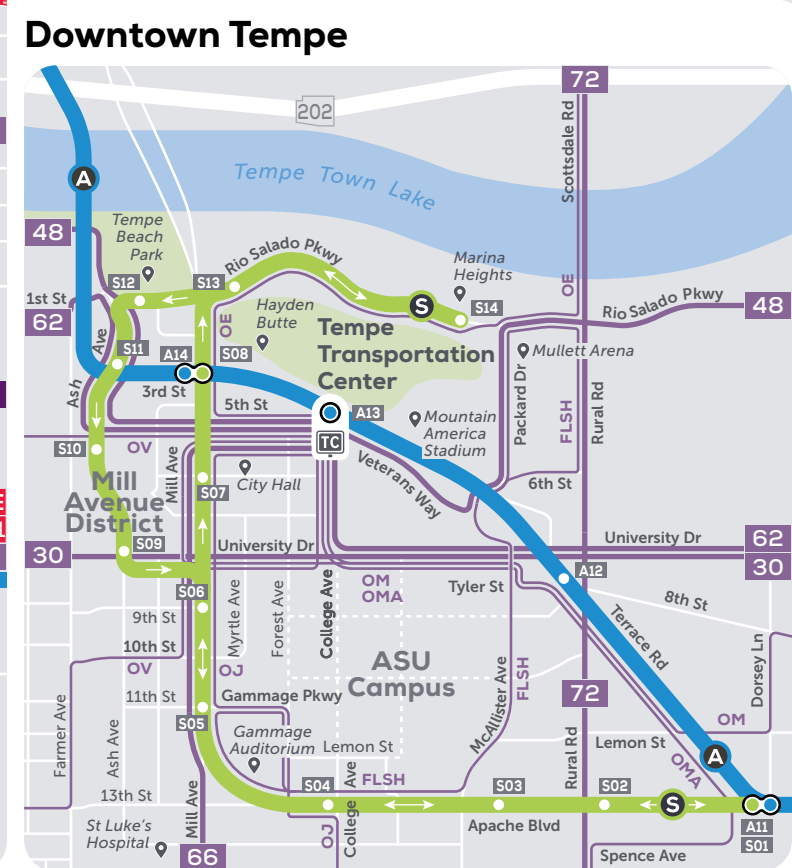 Downtown Tempe
72
202
Scottsdale Rd
Tempe Town Lake
A
Tempe
Beach
Park
48
Rio Salado Pkwy
Marina
Heights
S12
S13
OE
1st St
62
S
S14
Rio Salado Pkwy
48
Hayden
Butte
OE
Ash Ave
S11
A14
S08
Tempe
Transportation
Center
Mullett Arena
3rd St
5th St
A13
Packard Dr
FLSH
Rural Rd
Mountain
America
Stadium
TC
S10
OV
Mill Ave
City Hall
Veterans Way
6th St
Mill
Avenue
District
S07
S09
30
University Dr
University Dr
62
30
A12
OM
OMA
Tyler St
S06
9th St
Myrtle Ave
Forest Ave
College Ave
8th St
10th St
OV
OJ
ASU
Campus
Terrace Rd
Dorsey Ln
FLSH
McAllister Ave
72
11th St
Gammage Pkwy
S05
OM
Farmer Ave
Ash Ave
Gammage
Auditorium
Lemon St
Lemon St
A
Rural Rd
OMA
College Ave
FLSH
S04
S03
S02
S
13th St
Mill Ave
OJ
Apache Blvd
A11
S01
St Luke's
Hospital
66
Spence Ave